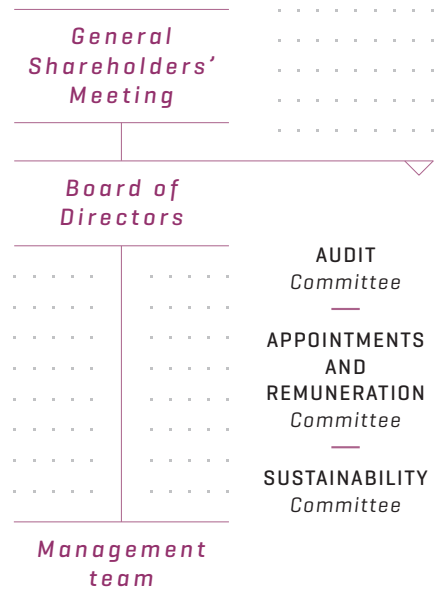 General
Shareholders’
Meeting
Board of
Directors
AUDIT
Committee
APPOINTMENTS
AND
REMUNERATION
Committee
SUSTAINABILITY
Committee
Management
team